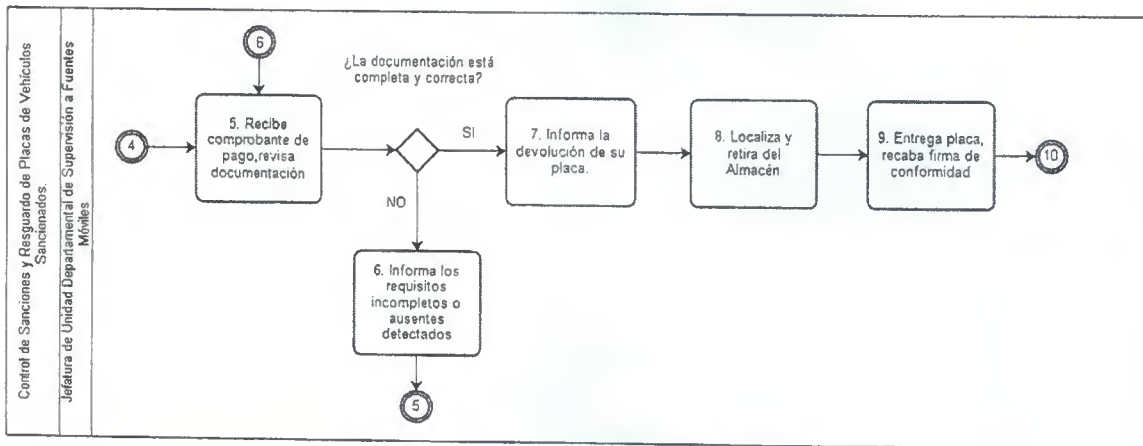 Control de Sanciones y Resguardo de Placas de Vehículos
Sancionados.
Jefatura de Unidad Departamental de Supervisión a Fuentes
Móviles
6
¿La documentación está
completa y correcta?
4
5. Recibe
comprobante de
pago,revisa
documentación
SI
7. Informa la
devolución de su
placa.
8. Localiza y
retira del
Almacén
9. Entrega placa,
recaba firma de
conformidad
10
NO
6. Informa los
requisitos
incompletos o
ausentes
detectados
5